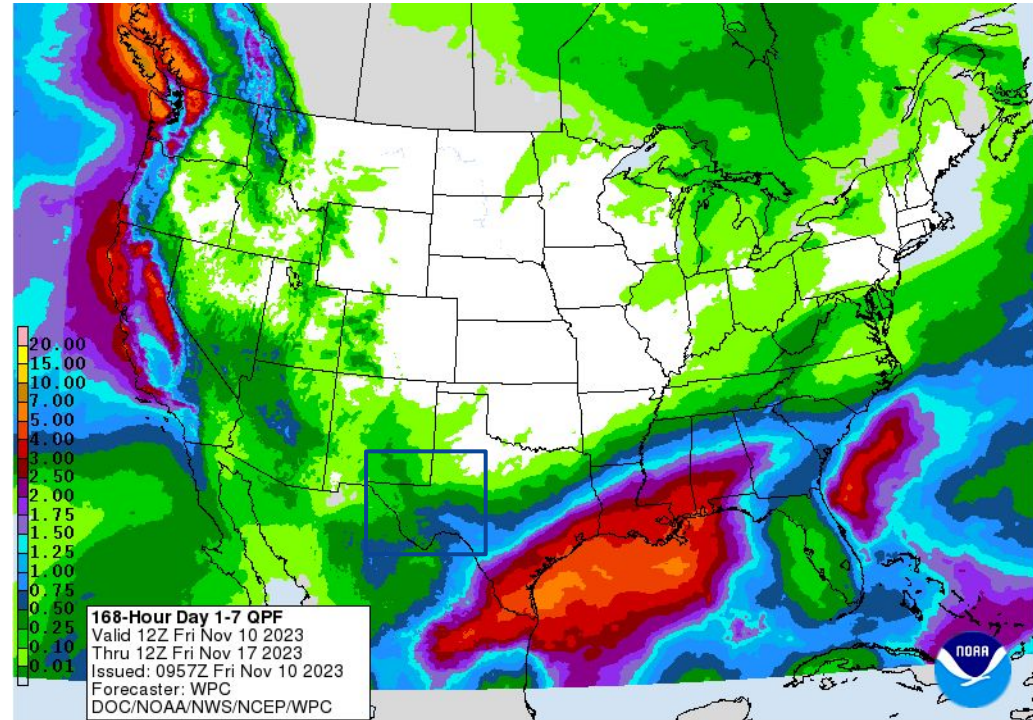 20.00
15.00
10.00
7.00
5.00
4.00
3.00
2.50
2.00
1.75
1.50
1.25
1.00
0.75
0.50
0.25
0.10
0.01
168-Hour Day 1-7 QPF
Valid 12Z Fri Nov 10 2023
Thru 12Z Fri Nov 17 2023
Issued: 0957Z Fri Nov 10 2023
Forecaster: WPC
DOC/NOAA/NWS/NCEP/WPC
NOAA